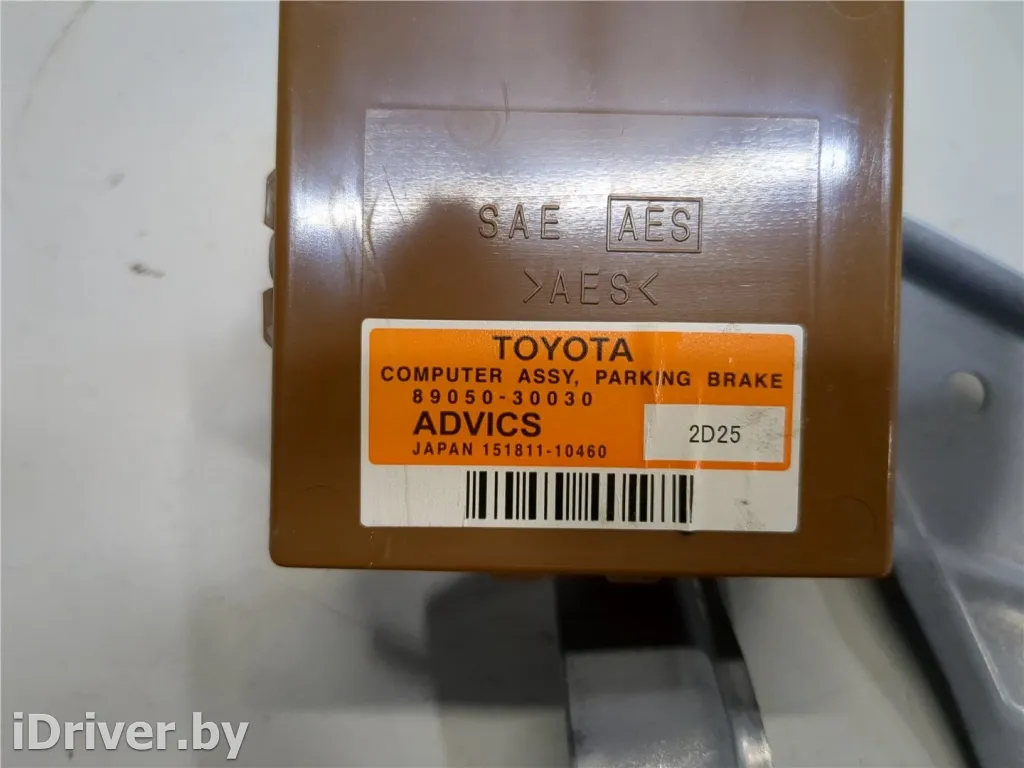 SAE AES
>AES<
TOYOTA
COMPUTER ASSY, PARKING BRAKE
89050-30030
ADVICS
2D25
JAPAN 151811-10460
iDriver.by